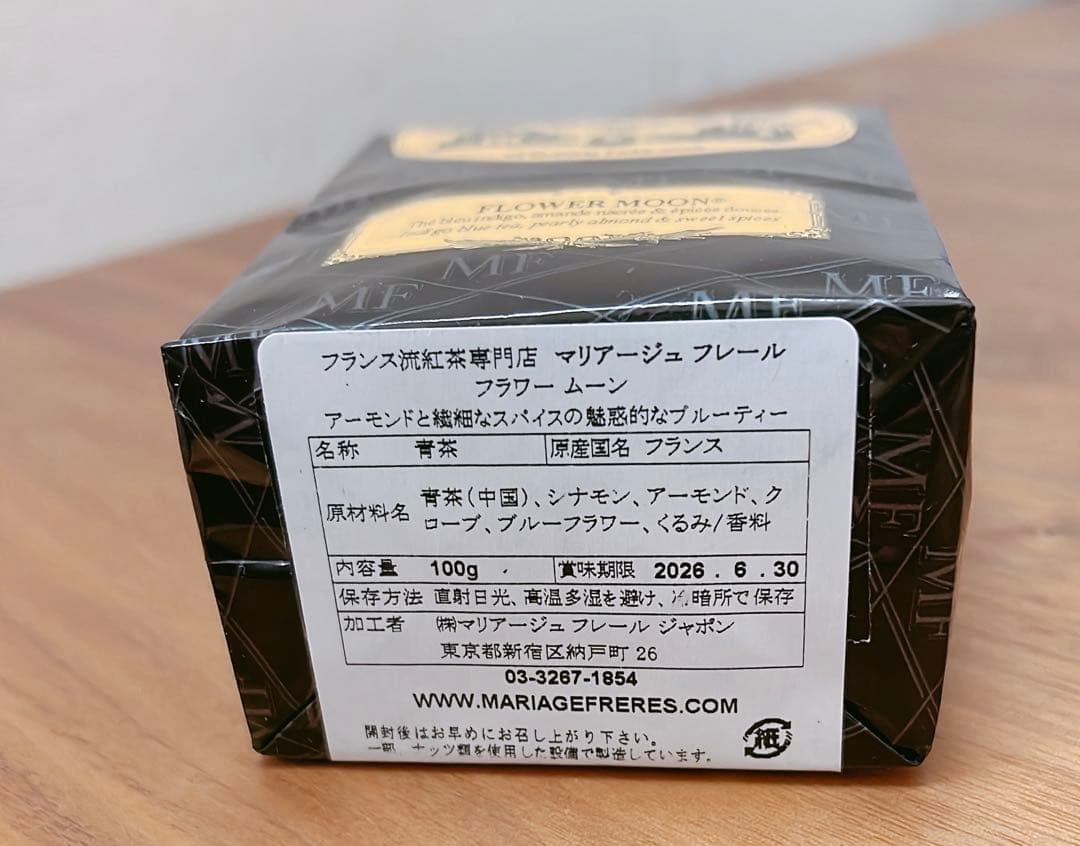 FLOWER MOON®
Thé bleu indigo, amande nacrée & épices douces
Indigo blue tea, pearly almond & sweet spices
MF
MF
MF
MF
MF
MF
フランス流紅茶専門店 マリアージュ フレール
フラワー ムーン
アーモンドと繊細なスパイスの魅惑的なブルーティー
名称 青茶 原産国名 フランス
原材料名 青茶(中国)、シナモン、アーモンド、ク
ローブ、ブルーフラワー、くるみ/香料
内容量 100g 賞味期限 2026 . 6 . 30
保存方法 直射日光、高温多湿を避け、冷暗所で保存
加工者 ㈱マリアージュ フレール ジャポン
東京都新宿区納戸町 26
03-3267-1854
WWW.MARIAGEFRERES.COM
開封後はお早めにお召し上がり下さい。
一部、ナッツ類を使用した設備で製造しています。
紙